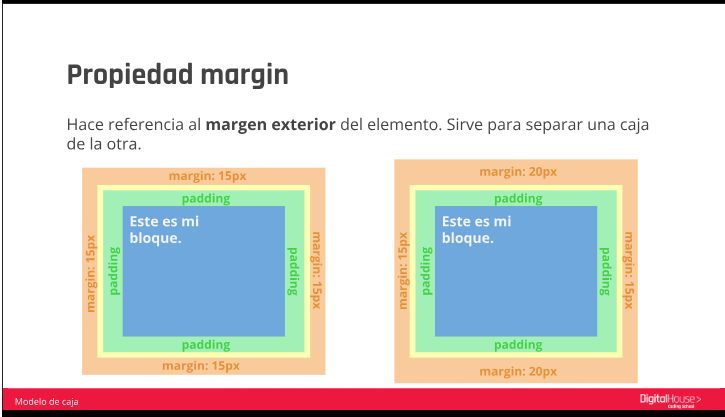 Propiedad margin
Hace referencia al margen exterior del elemento. Sirve para separar una caja
de la otra.
margin: 15px
padding
Este es mi
bloque.
margin: 15px
padding
padding
margin: 15px
padding
margin: 15px
margin: 20px
padding
Este es mi
bloque.
margin: 15px
padding
padding
margin: 15px
padding
margin: 20px
Modelo de caja
DigitalHouse>
Coding School